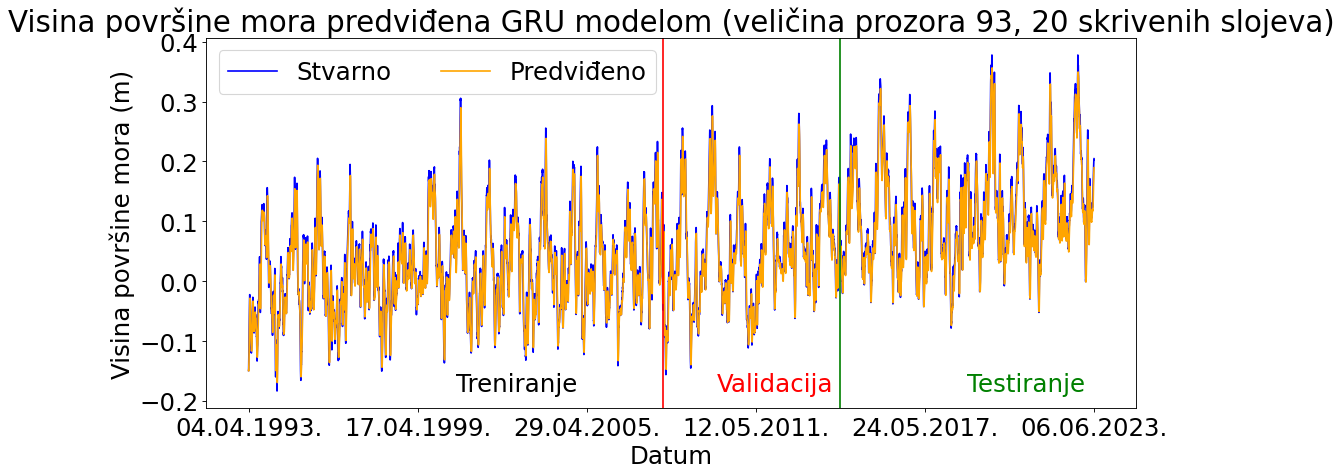 Visina površine mora predviđena GRU modelom (veličina prozora 93, 20 skrivenih slojeva)
Stvarno
Predviđeno
Visina površine mora (m)
0.4
0.3
0.2
0.1
0.0
−0.1
−0.2
Treniranje
Validacija
Testiranje
04.04.1993.
17.04.1999.
29.04.2005.
12.05.2011.
24.05.2017.
06.06.2023.
Datum